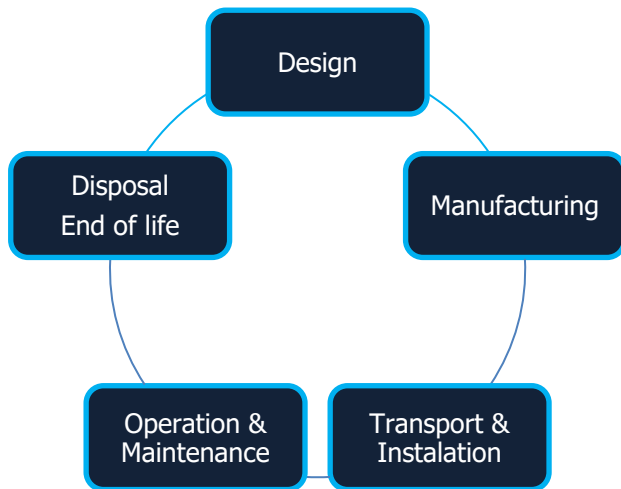 Design
Disposal
End of life
Manufacturing
Operation &
Maintenance
Transport &
Instalation